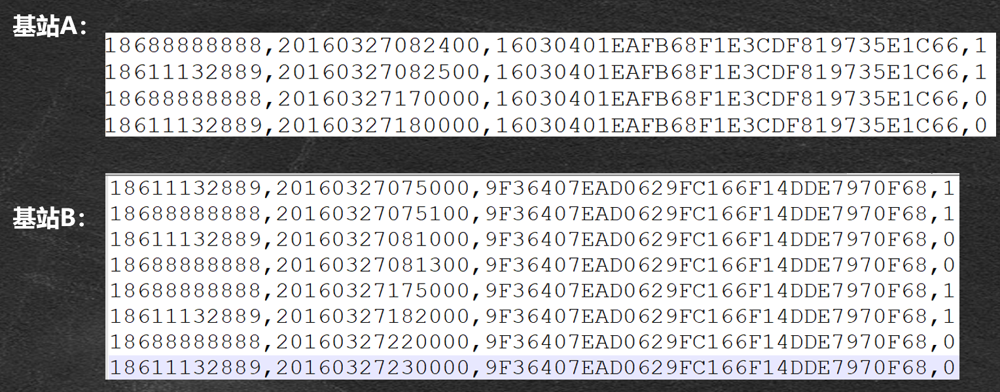 基站A:
18688888888,20160327082400,16030401EAFB68F1E3CDF819735E1C66,1
18611132889,20160327082500,16030401EAFB68F1E3CDF819735E1C66,1
18688888888,20160327170000,16030401EAFB68F1E3CDF819735E1C66,0
18611132889,20160327180000,16030401EAFB68F1E3CDF819735E1C66,0
基站B:
18611132889,20160327075000,9F36407EAD0629FC166F14DDE7970F68,1
18688888888,20160327075100,9F36407EAD0629FC166F14DDE7970F68,1
18611132889,20160327081000,9F36407EAD0629FC166F14DDE7970F68,0
18688888888,20160327081300,9F36407EAD0629FC166F14DDE7970F68,0
18688888888,20160327175000,9F36407EAD0629FC166F14DDE7970F68,1
18611132889,20160327182000,9F36407EAD0629FC166F14DDE7970F68,1
18688888888,20160327220000,9F36407EAD0629FC166F14DDE7970F68,0
18611132889,20160327230000,9F36407EAD0629FC166F14DDE7970F68,0